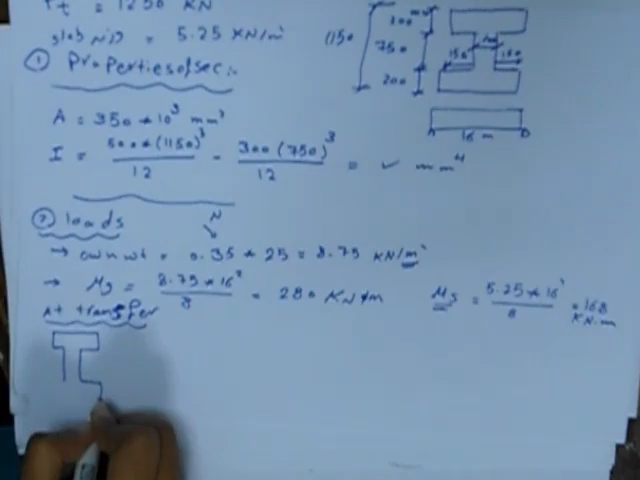 Pt = 1250 KN
slab = 5.25 KN/m'
① Properties of sec:-
A = 350 * 10³ mm²
I = 500 * (1150)³ / 12 - 300 (750)³ / 12 = ✓ mm⁴
200 mm
1150
750
200
200
150
150
A
16 m
② loads
N
→ own wt = 0.35 * 25 = 8.75 KN/m'
→ Mg = 8.75 * 16² / 8 = 280 KN*m
Ms = 5.25 * 16² / 8 = 168 KN.m
At transfer